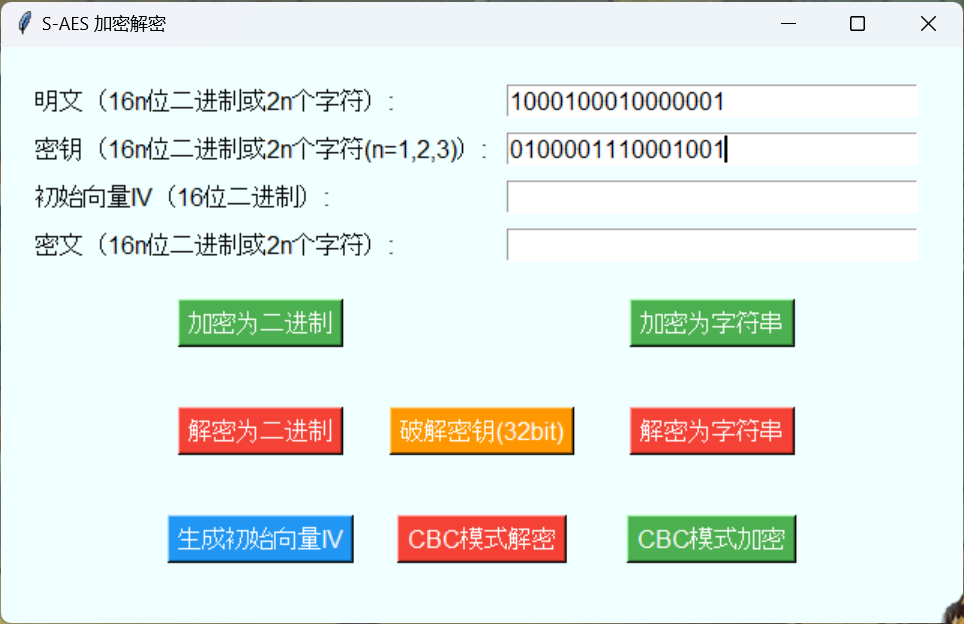 S-AES 加密解密
明文（16n位二进制或2n个字符）: 1000100010000001
密钥（16n位二进制或2n个字符(n=1,2,3)）: 0100001110001001
初始向量IV（16位二进制）:
密文（16n位二进制或2n个字符）:
加密为二进制 加密为字符串
解密为二进制 破解密钥(32bit) 解密为字符串
生成初始向量IV CBC模式解密 CBC模式加密